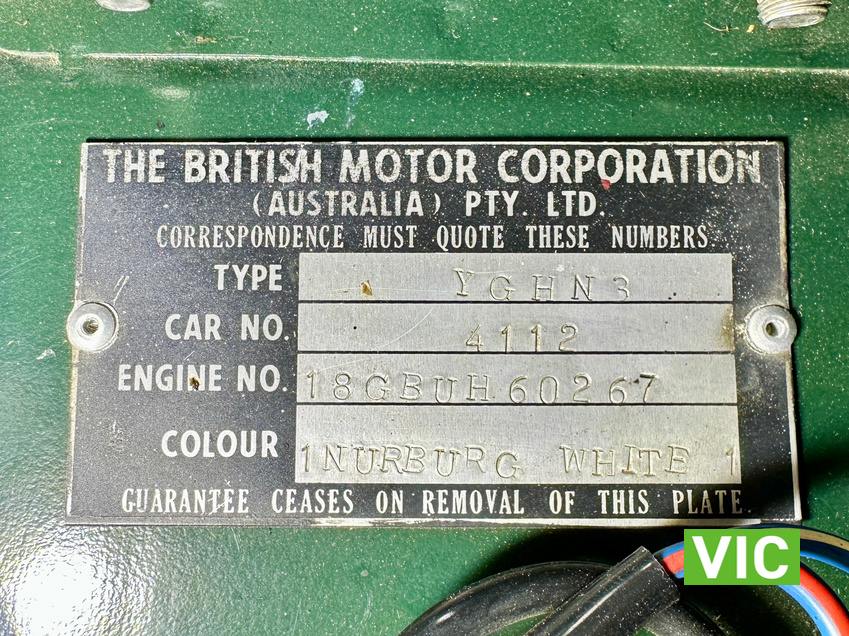 THE BRITISH MOTOR CORPORATION
(AUSTRALIA) PTY. LTD.
CORRESPONDENCE MUST QUOTE THESE NUMBERS
TYPE YGHN3
CAR NO. 4112
ENGINE NO. 18GBUH60267
COLOUR 1NURBURG WHITE 1
GUARANTEE CEASES ON REMOVAL OF THIS PLATE.
VIC